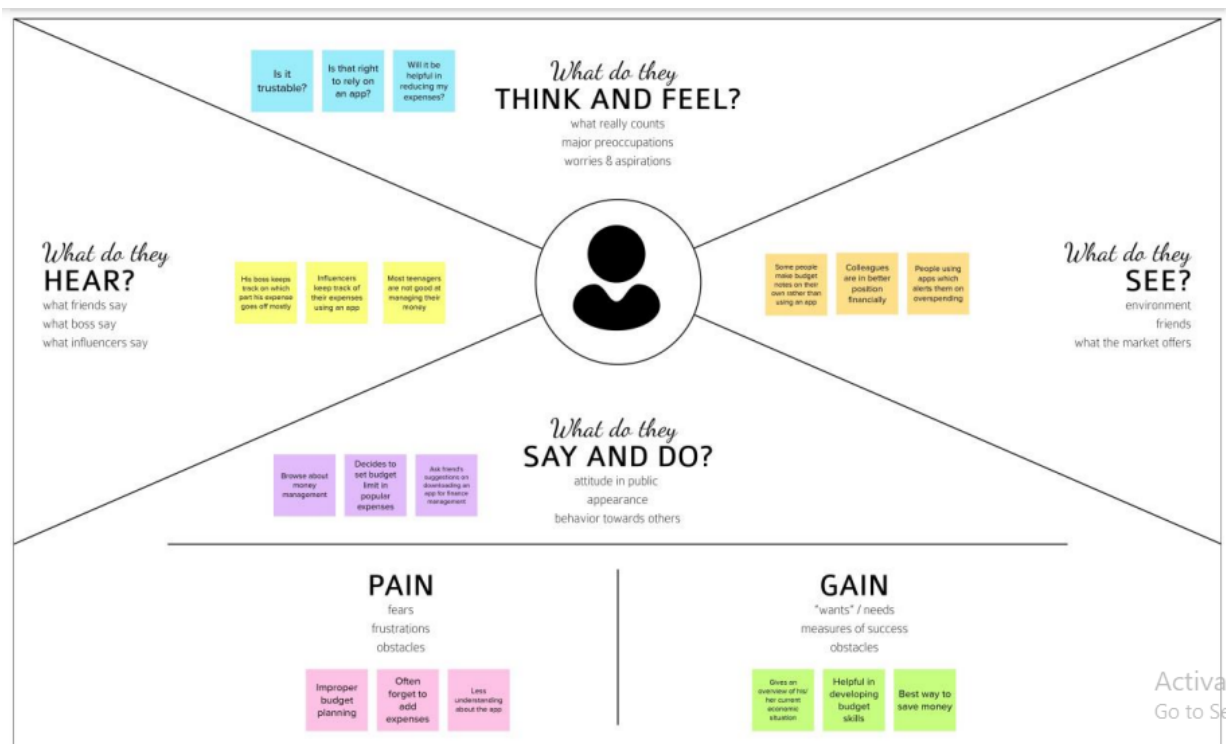 Is it
trustable?
Is that right
to rely on
an app?
Will it be
helpful in
reducing my
expenses?
What do they
THINK AND FEEL?
what really counts
major preoccupations
worries & aspirations
What do they
HEAR?
what friends say
what boss say
what influencers say
His boss keeps
track on which
part his expense
goes off mostly
Influencers
keep track of
their expenses
using an app
Most teenagers
are not good at
managing their
money
Some people
make budget
notes on their
own rather than
using an app
Colleagues
are in better
position
financially
People using
apps which
alerts them on
overspending
What do they
SEE?
environment
friends
what the market offers
What do they
SAY AND DO?
attitude in public
appearance
behavior towards others
Browse about
money
management
Decides to
set budget
limit in
popular
expenses
Ask friend's
suggestions on
downloading an
app for finance
management
PAIN
fears
frustrations
obstacles
Improper
budget
planning
Often
forget to
add
expenses
Less
understanding
about the app
GAIN
"wants" / needs
measures of success
obstacles
Gives an
overview of his/
her current
economic
situation
Helpful in
developing
budget
skills
Best way to
save money
Activa
Go to Se